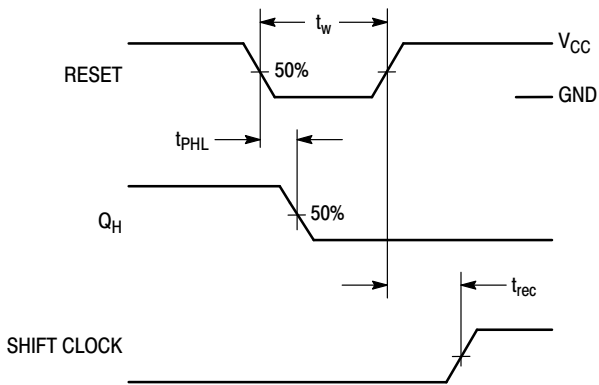 t_w
V_CC
RESET
50%
GND
t_PHL
Q_H
50%
t_rec
SHIFT CLOCK